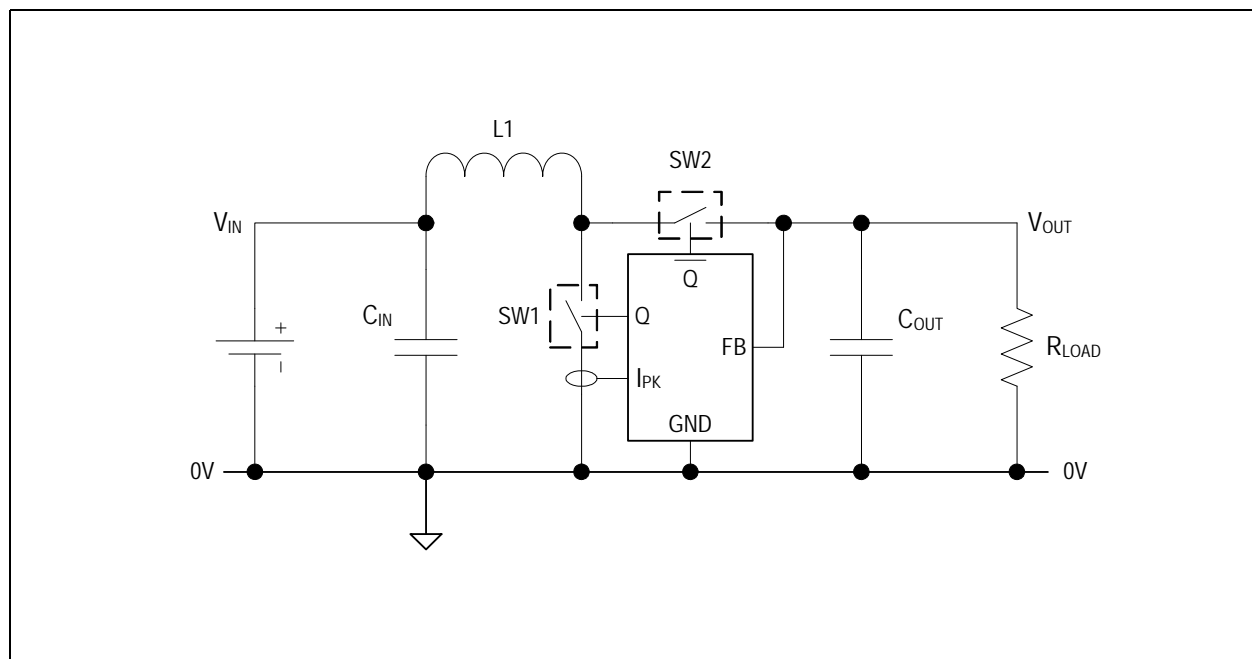 L1
SW2
V_IN
V_OUT
Q̅
C_IN
SW1
Q
C_OUT
FB
R_LOAD
+
−
I_PK
GND
0V
0V